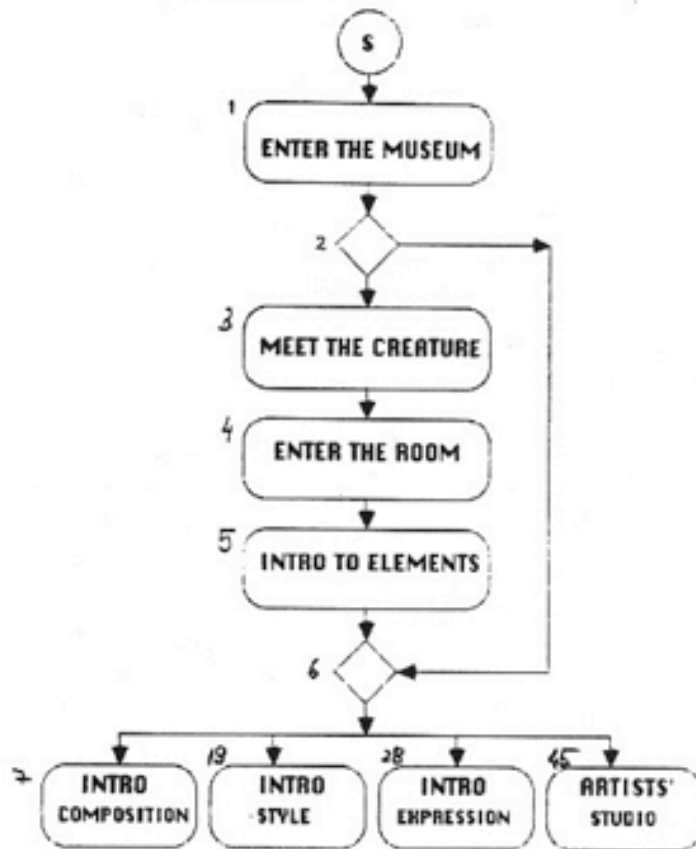 S
1
ENTER THE MUSEUM
2
3
MEET THE CREATURE
4
ENTER THE ROOM
5
INTRO TO ELEMENTS
6
7
INTRO
COMPOSITION
19
INTRO
STYLE
28
INTRO
EXPRESSION
45
ARTISTS'
STUDIO